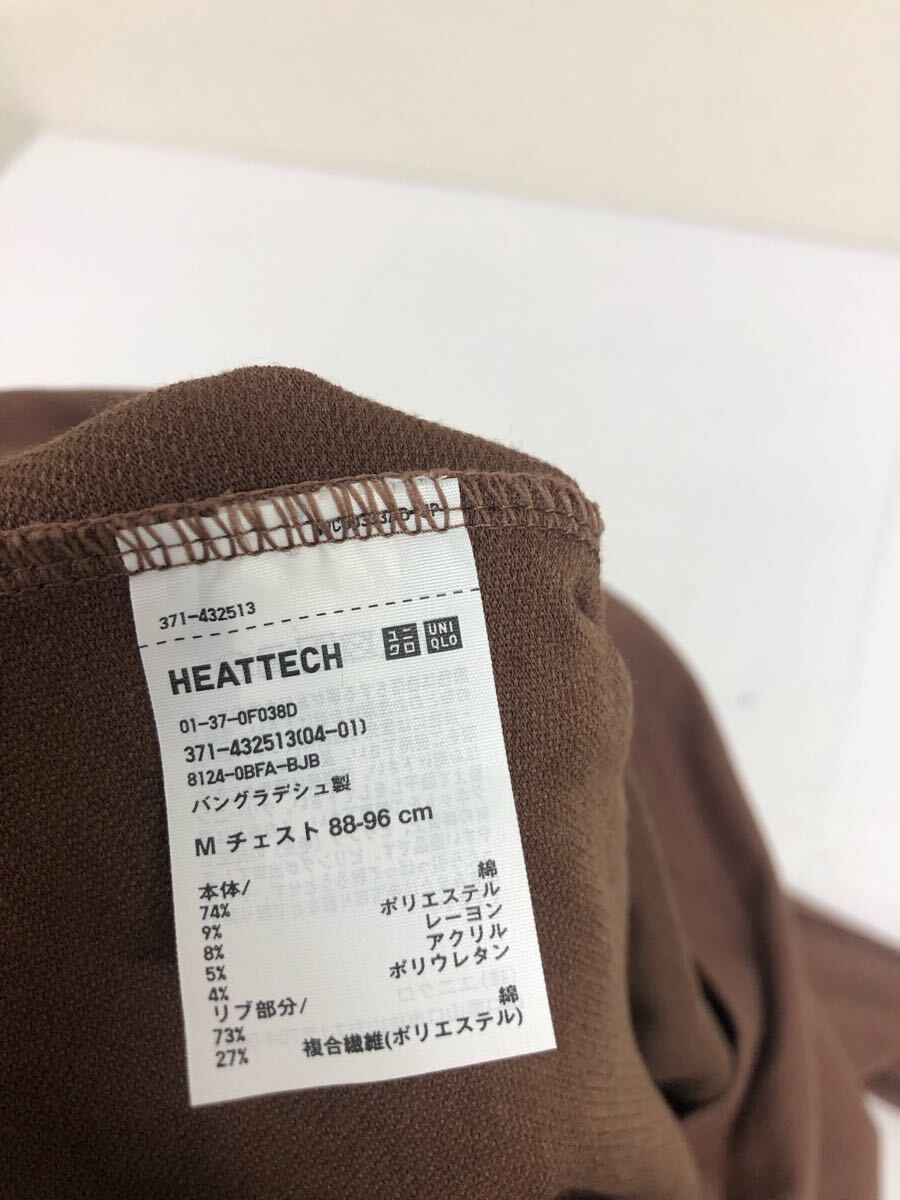 371-432513
HEATTECH ユニクロ UNIQLO
01-37-0F038D
371-432513(04-01)
8124-0BFA-BJB
バングラデシュ製
M チェスト 88-96 cm
本体/
74% 綿
9% ポリエステル
8% レーヨン
5% アクリル
4% ポリウレタン
リブ部分/
73% 綿
27% 複合繊維(ポリエステル)